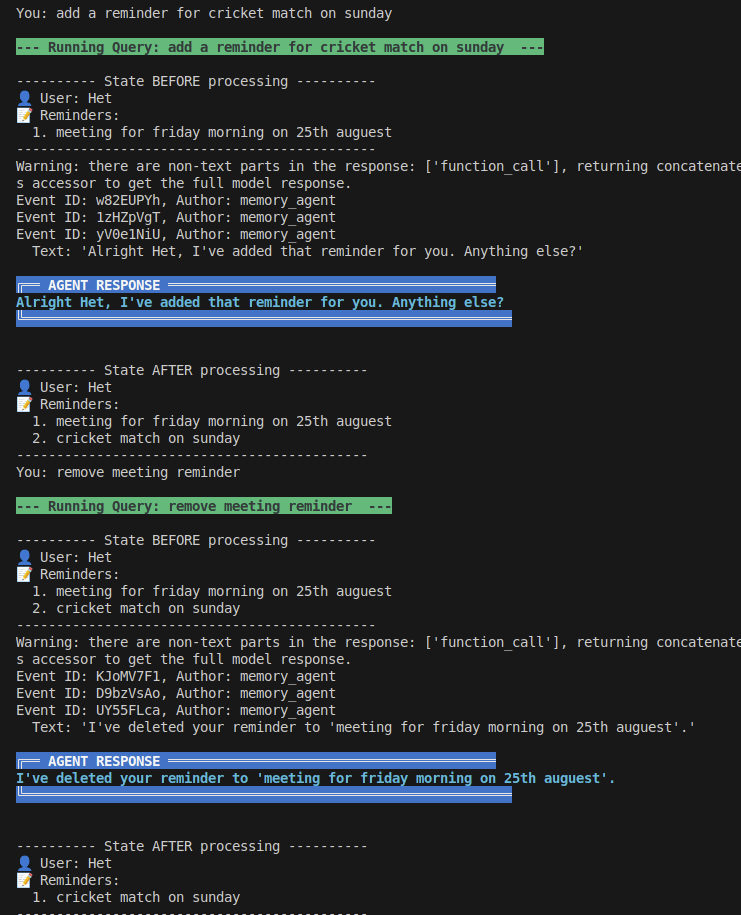 You: add a reminder for cricket match on sunday
--- Running Query: add a reminder for cricket match on sunday  ---
---------- State BEFORE processing ----------
👤 User: Het
📝 Reminders:
  1. meeting for friday morning on 25th auguest
---------------------------------------------
Warning: there are non-text parts in the response: ['function_call'], returning concatenate
s accessor to get the full model response.
Event ID: w82EUPYh, Author: memory_agent
Event ID: 1zHZpVgT, Author: memory_agent
Event ID: yV0e1NiU, Author: memory_agent
  Text: 'Alright Het, I've added that reminder for you. Anything else?'
╔══ AGENT RESPONSE ═════════════════════════════════════════
Alright Het, I've added that reminder for you. Anything else?
╚═════════════════════════════════════════════════════════════
---------- State AFTER processing ----------
👤 User: Het
📝 Reminders:
  1. meeting for friday morning on 25th auguest
  2. cricket match on sunday
--------------------------------------------
You: remove meeting reminder
--- Running Query: remove meeting reminder  ---
---------- State BEFORE processing ----------
👤 User: Het
📝 Reminders:
  1. meeting for friday morning on 25th auguest
  2. cricket match on sunday
---------------------------------------------
Warning: there are non-text parts in the response: ['function_call'], returning concatenate
s accessor to get the full model response.
Event ID: KJoMV7F1, Author: memory_agent
Event ID: D9bzVsAo, Author: memory_agent
Event ID: UY55FLca, Author: memory_agent
  Text: 'I've deleted your reminder to 'meeting for friday morning on 25th auguest'.'
╔══ AGENT RESPONSE ═════════════════════════════════════════
I've deleted your reminder to 'meeting for friday morning on 25th auguest'.
╚═════════════════════════════════════════════════════════════
---------- State AFTER processing ----------
👤 User: Het
📝 Reminders:
  1. cricket match on sunday
--------------------------------------------